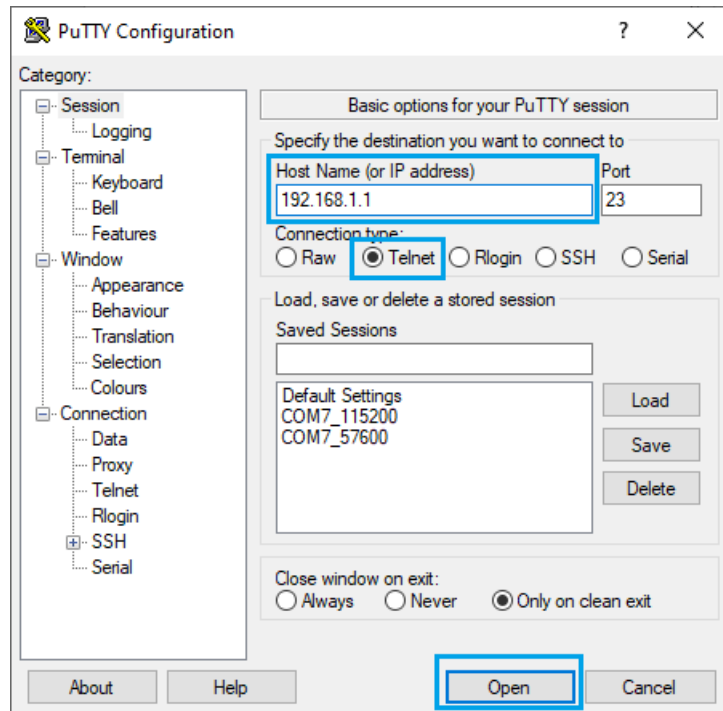 PuTTY Configuration
?
Category:
Session
Logging
Terminal
Keyboard
Bell
Features
Window
Appearance
Behaviour
Translation
Selection
Colours
Connection
Data
Proxy
Telnet
Rlogin
SSH
Serial
Basic options for your PuTTY session
Specify the destination you want to connect to
Host Name (or IP address) Port
192.168.1.1 23
Connection type:
Raw Telnet Rlogin SSH Serial
Load, save or delete a stored session
Saved Sessions
Default Settings
COM7_115200
COM7_57600
Load
Save
Delete
Close window on exit:
Always Never Only on clean exit
About Help Open Cancel